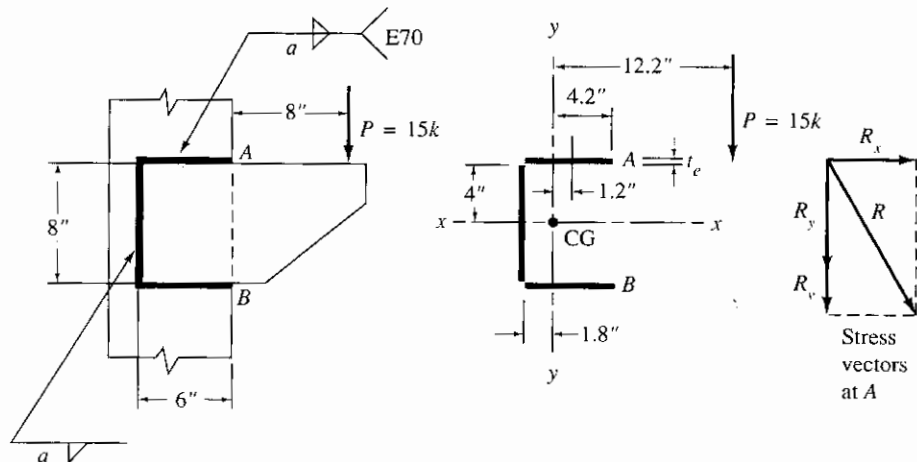 a
E70
8"
P = 15k
A
8"
B
6"
a
y
12.2"
4.2"
P = 15k
A
t_e
4"
1.2"
x
x
CG
B
1.8"
y
R_x
R_y
R
R_v
Stress
vectors
at A